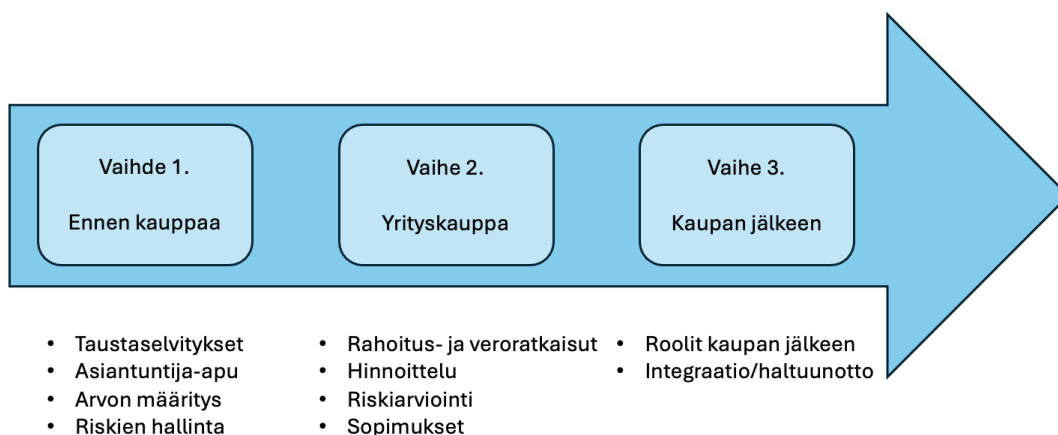 Vaihde 1.
Ennen kauppaa
Vaihe 2.
Yrityskauppa
Vaihe 3.
Kaupan jälkeen
• Taustaselvitykset
• Asiantuntija-apu
• Arvon määritys
• Riskien hallinta
• Rahoitus- ja veroratkaisut
• Hinnoittelu
• Riskiarviointi
• Sopimukset
• Roolit kaupan jälkeen
• Integraatio/haltuunotto